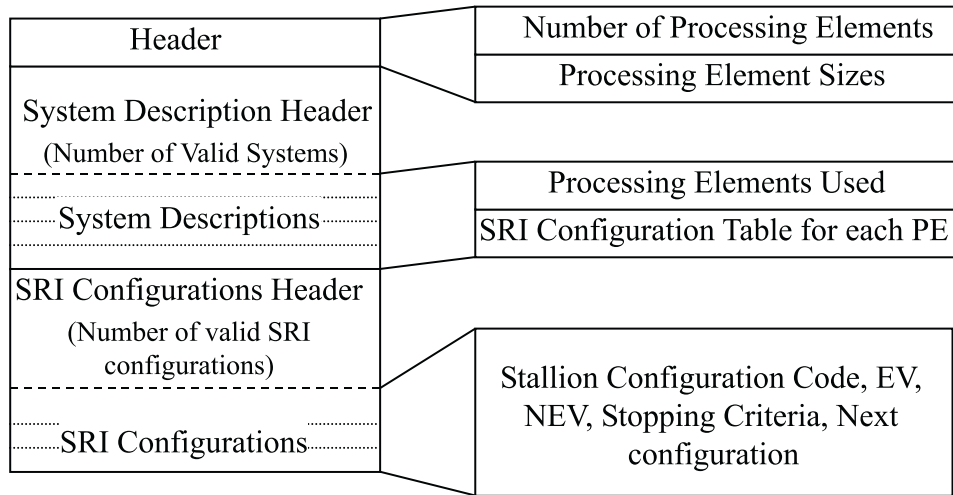 Header
Number of Processing Elements
Processing Element Sizes
System Description Header
(Number of Valid Systems)
System Descriptions
Processing Elements Used
SRI Configuration Table for each PE
SRI Configurations Header
(Number of valid SRI
configurations)
SRI Configurations
Stallion Configuration Code, EV,
NEV, Stopping Criteria, Next
configuration